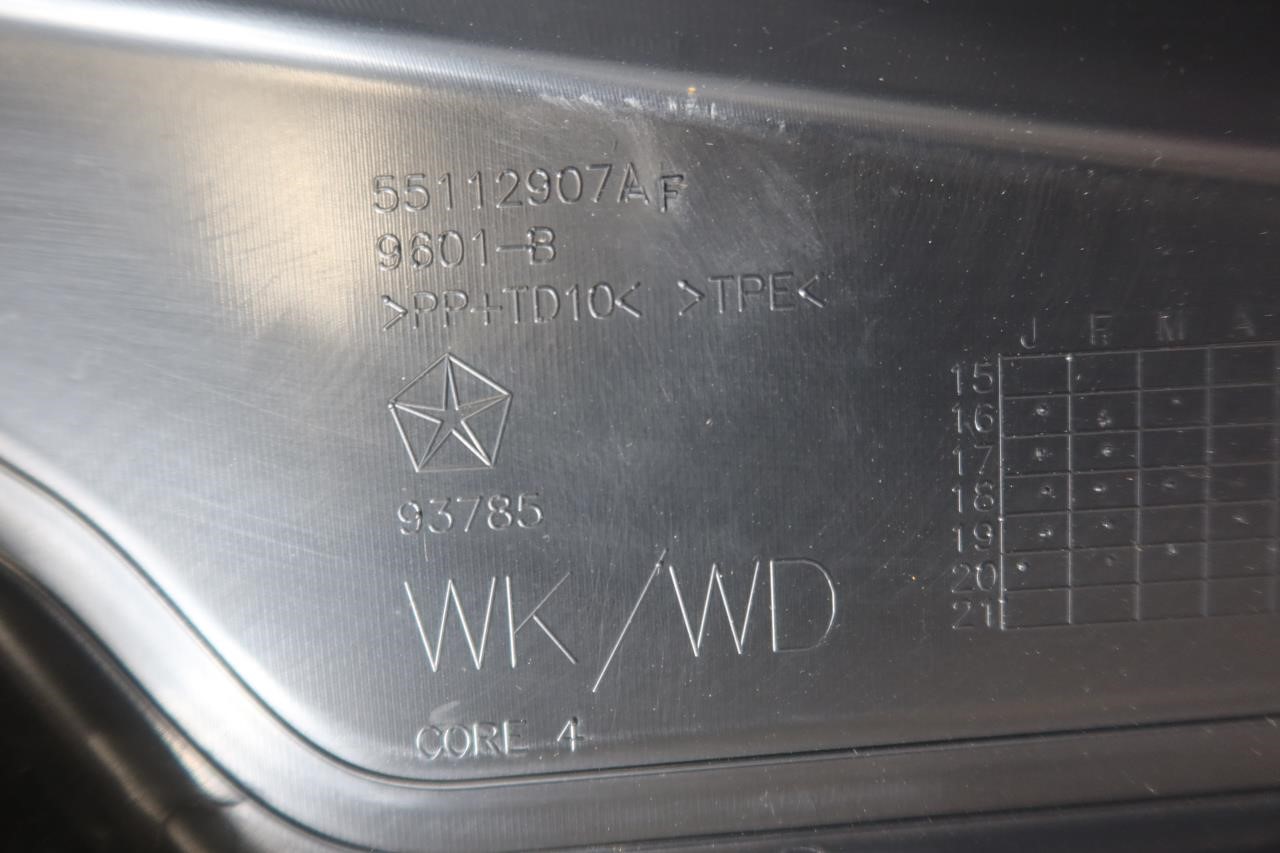 55112907AF
9601-B
>PP+TD10< >TPE<
93785
WK/WD
CORE 4
J F M A
15
16
17
18
19
20
21